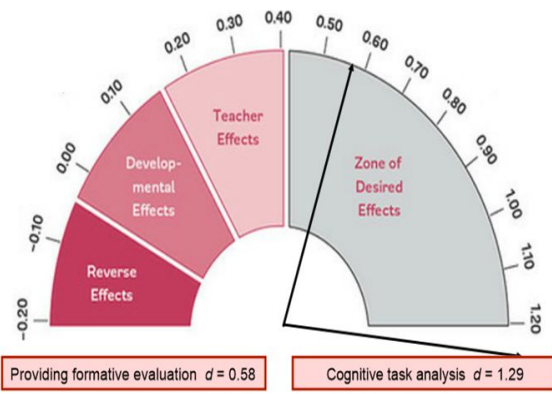 -0.20
-0.10
0.00
0.10
0.20
0.30
0.40
0.50
0.60
0.70
0.80
0.90
1.00
1.10
1.20
Reverse
Effects
Develop-
mental
Effects
Teacher
Effects
Zone of
Desired
Effects
Providing formative evaluation d = 0.58
Cognitive task analysis d = 1.29